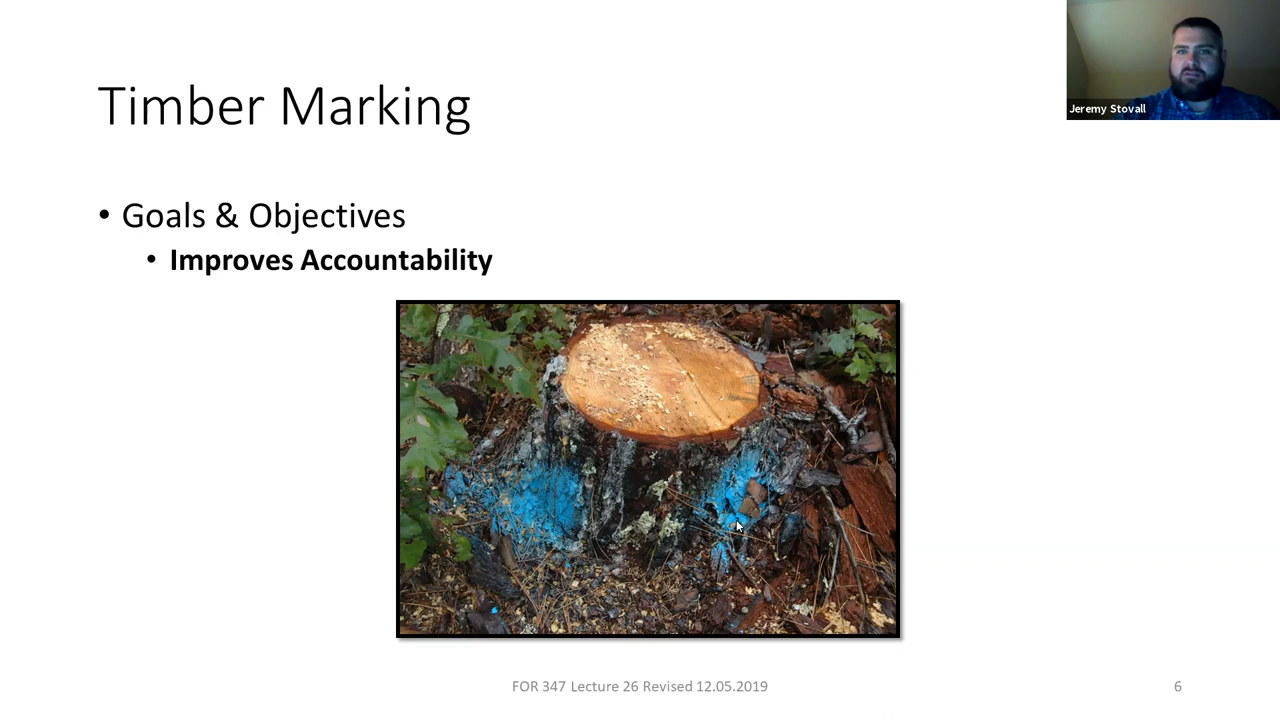 Jeremy Stovall
Timber Marking
• Goals & Objectives
• Improves Accountability
FOR 347 Lecture 26 Revised 12.05.2019
6